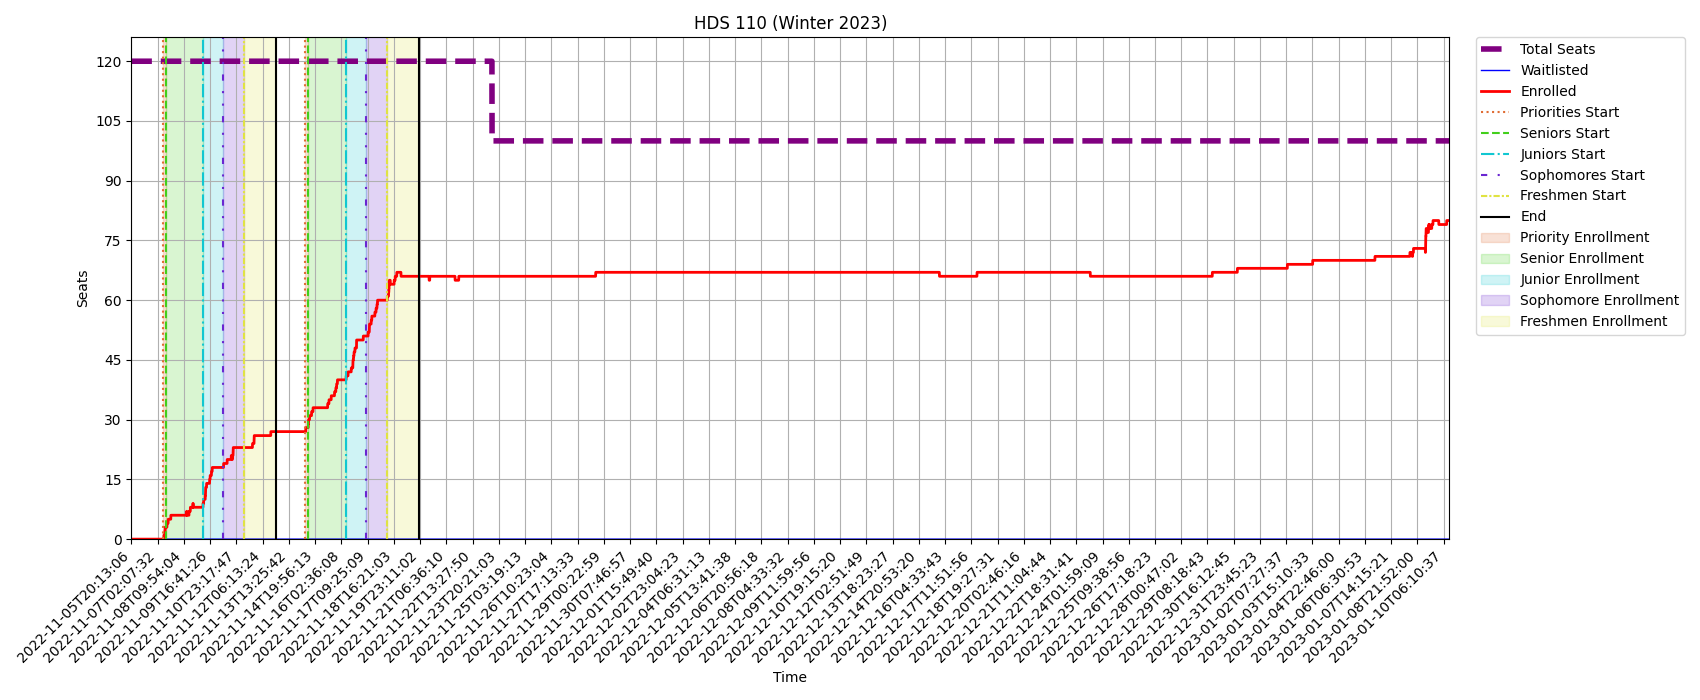 HDS 110 (Winter 2023)
120
105
90
75
60
45
30
15
0
Seats
2022-11-05T20:13:06
2022-11-07T02:07:32
2022-11-08T09:54:04
2022-11-09T16:41:26
2022-11-10T23:17:47
2022-11-12T06:13:24
2022-11-13T13:25:42
2022-11-14T19:56:13
2022-11-16T02:36:08
2022-11-17T09:25:09
2022-11-18T16:21:03
2022-11-19T23:11:02
2022-11-21T06:36:10
2022-11-22T13:27:50
2022-11-23T20:21:03
2022-11-25T03:19:13
2022-11-26T10:23:04
2022-11-27T17:13:33
2022-11-29T00:22:59
2022-11-30T07:46:57
2022-12-01T15:49:40
2022-12-02T23:04:23
2022-12-04T06:31:13
2022-12-05T13:41:38
2022-12-06T20:56:18
2022-12-08T04:33:32
2022-12-09T11:59:56
2022-12-10T19:15:20
2022-12-12T02:51:49
2022-12-13T18:23:27
2022-12-14T20:53:20
2022-12-16T04:33:43
2022-12-17T11:51:56
2022-12-18T19:27:31
2022-12-20T02:46:16
2022-12-21T11:04:44
2022-12-22T18:31:41
2022-12-24T01:59:09
2022-12-25T09:38:56
2022-12-26T17:18:23
2022-12-28T00:47:02
2022-12-29T08:18:43
2022-12-30T16:12:45
2022-12-31T23:45:23
2023-01-02T07:27:37
2023-01-03T15:10:33
2023-01-04T22:46:00
2023-01-06T06:30:53
2023-01-07T14:15:21
2023-01-08T21:52:00
2023-01-10T06:10:37
Time
Total Seats
Waitlisted
Enrolled
Priorities Start
Seniors Start
Juniors Start
Sophomores Start
Freshmen Start
End
Priority Enrollment
Senior Enrollment
Junior Enrollment
Sophomore Enrollment
Freshmen Enrollment